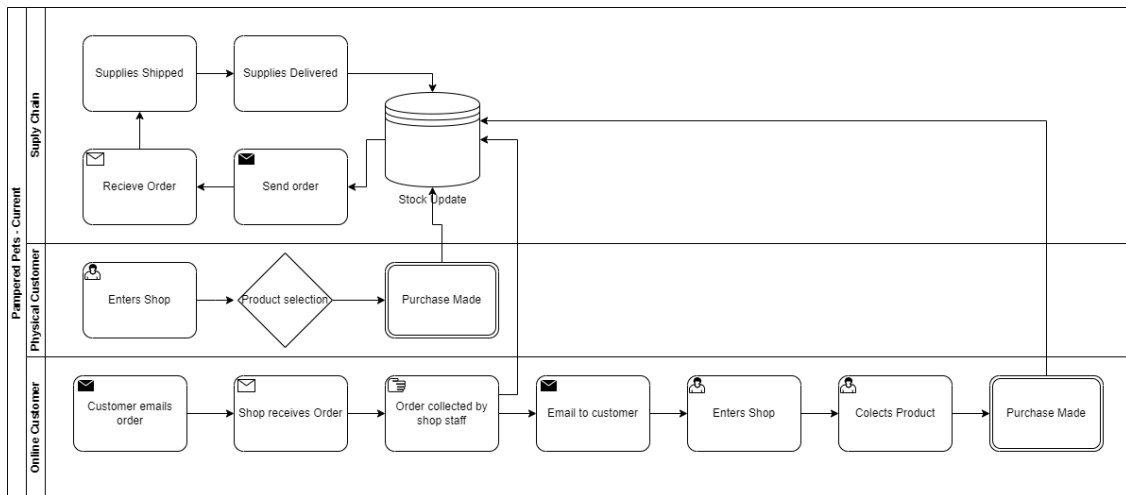 Pampered Pets - Current
Suply Chain
Supplies Shipped
Supplies Delivered
Recieve Order
Send order
Stock Update
Physical Customer
Enters Shop
Product selection
Purchase Made
Online Customer
Customer emails
order
Shop receives Order
Order collected by
shop staff
Email to customer
Enters Shop
Colects Product
Purchase Made